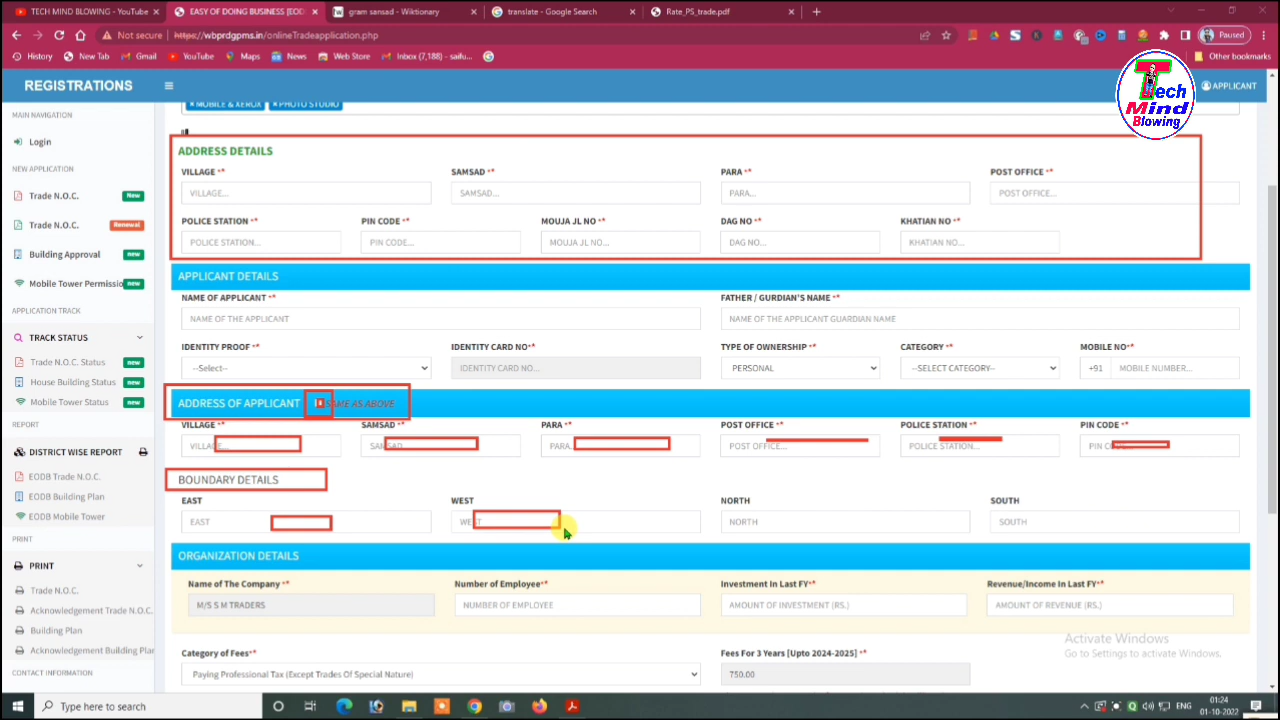 TECH MIND BLOWING - YouTube
EASY OF DOING BUSINESS [EOD
gram sansad - Wiktionary
translate - Google Search
Rate_PS_trade.pdf
Not secure
https://wbprdgpms.in/onlineTradeapplication.php
Paused
History
New Tab
Gmail
YouTube
Maps
News
Web Store
Inbox (7,188) - saifu...
Other bookmarks
REGISTRATIONS
APPLICANT
Tech
Mind
Blowing
MAIN NAVIGATION
Login
NEW APPLICATION
Trade N.O.C. New
Trade N.O.C. Renewal
Building Approval New
Mobile Tower Permissio New
APPLICATION TRACK
TRACK STATUS
Trade N.O.C. Status new
House Building Status new
Mobile Tower Status new
REPORT
DISTRICT WISE REPORT
EODB Trade N.O.C.
EODB Building Plan
EODB Mobile Tower
PRINT
PRINT
Trade N.O.C.
Acknowledgement Trade N.O.C.
Building Plan
Acknowledgement Building Plan
CONTACT INFORMATION
×MOBILE & XEROX ×PHOTO STUDIO
ADDRESS DETAILS
VILLAGE ** SAMSAD ** PARA ** POST OFFICE **
VILLAGE... SAMSAD... PARA... POST OFFICE...
POLICE STATION ** PIN CODE ** MOUJA JL NO ** DAG NO ** KHATIAN NO **
POLICE STATION... PIN CODE... MOUJA JL NO... DAG NO... KHATIAN NO...
APPLICANT DETAILS
NAME OF APPLICANT ** FATHER / GURDIAN'S NAME **
NAME OF THE APPLICANT NAME OF THE APPLICANT GUARDIAN NAME
IDENTITY PROOF ** IDENTITY CARD NO** TYPE OF OWNERSHIP ** CATEGORY ** MOBILE NO**
--Select-- IDENTITY CARD NO... PERSONAL --SELECT CATEGORY-- +91 MOBILE NUMBER...
ADDRESS OF APPLICANT SAME AS ABOVE
VILLAGE ** SAMSAD ** PARA ** POST OFFICE ** POLICE STATION ** PIN CODE **
VILLAGE... SAMSAD... PARA... POST OFFICE... POLICE STATION... PIN CODE...
BOUNDARY DETAILS
EAST WEST NORTH SOUTH
EAST WEST NORTH SOUTH
ORGANIZATION DETAILS
Name of The Company ** Number of Employee** Investment In Last FY** Revenue/Income In Last FY**
M/S S M TRADERS NUMBER OF EMPLOYEE AMOUNT OF INVESTMENT (RS.) AMOUNT OF REVENUE (RS.)
Category of Fees** Fees For 3 Years [Upto 2024-2025] **
Paying Professional Tax (Except Trades Of Special Nature) 750.00
Activate Windows
Go to Settings to activate Windows.
Type here to search
ENG
01:24
01-10-2022